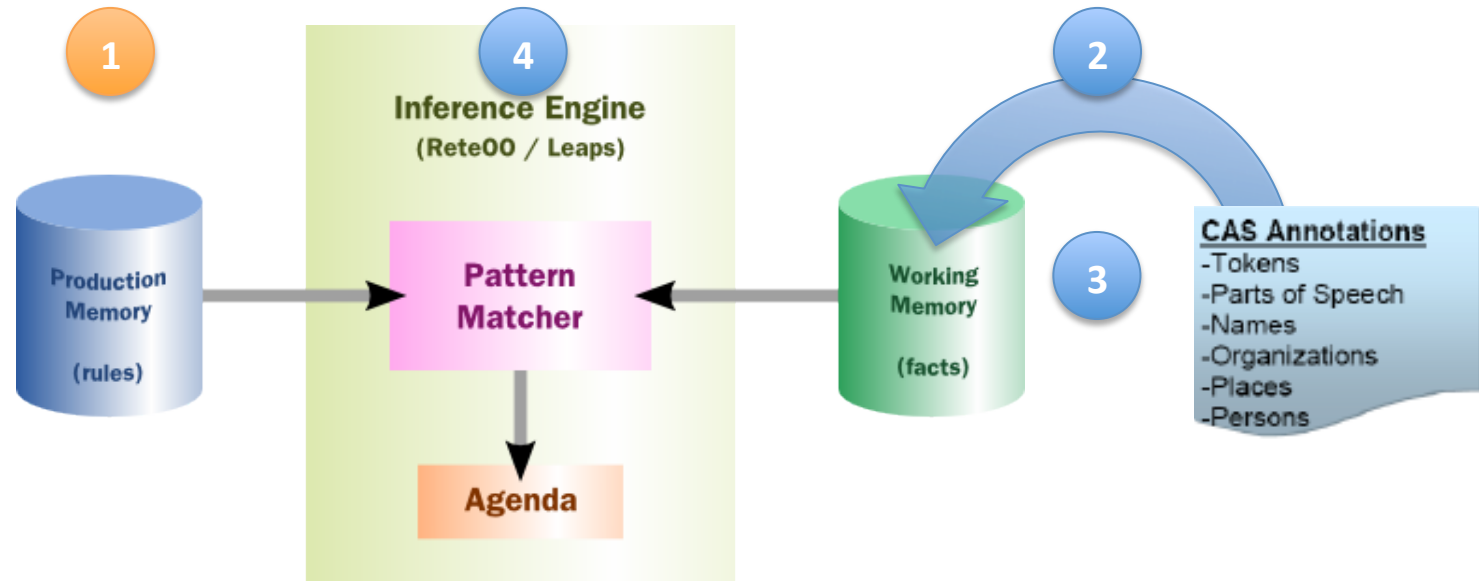 1
4
2
Inference Engine
(ReteOO / Leaps)
Production
Memory
(rules)
Pattern
Matcher
Working
Memory
(facts)
3
CAS Annotations
-Tokens
-Parts of Speech
-Names
-Organizations
-Places
-Persons
Agenda